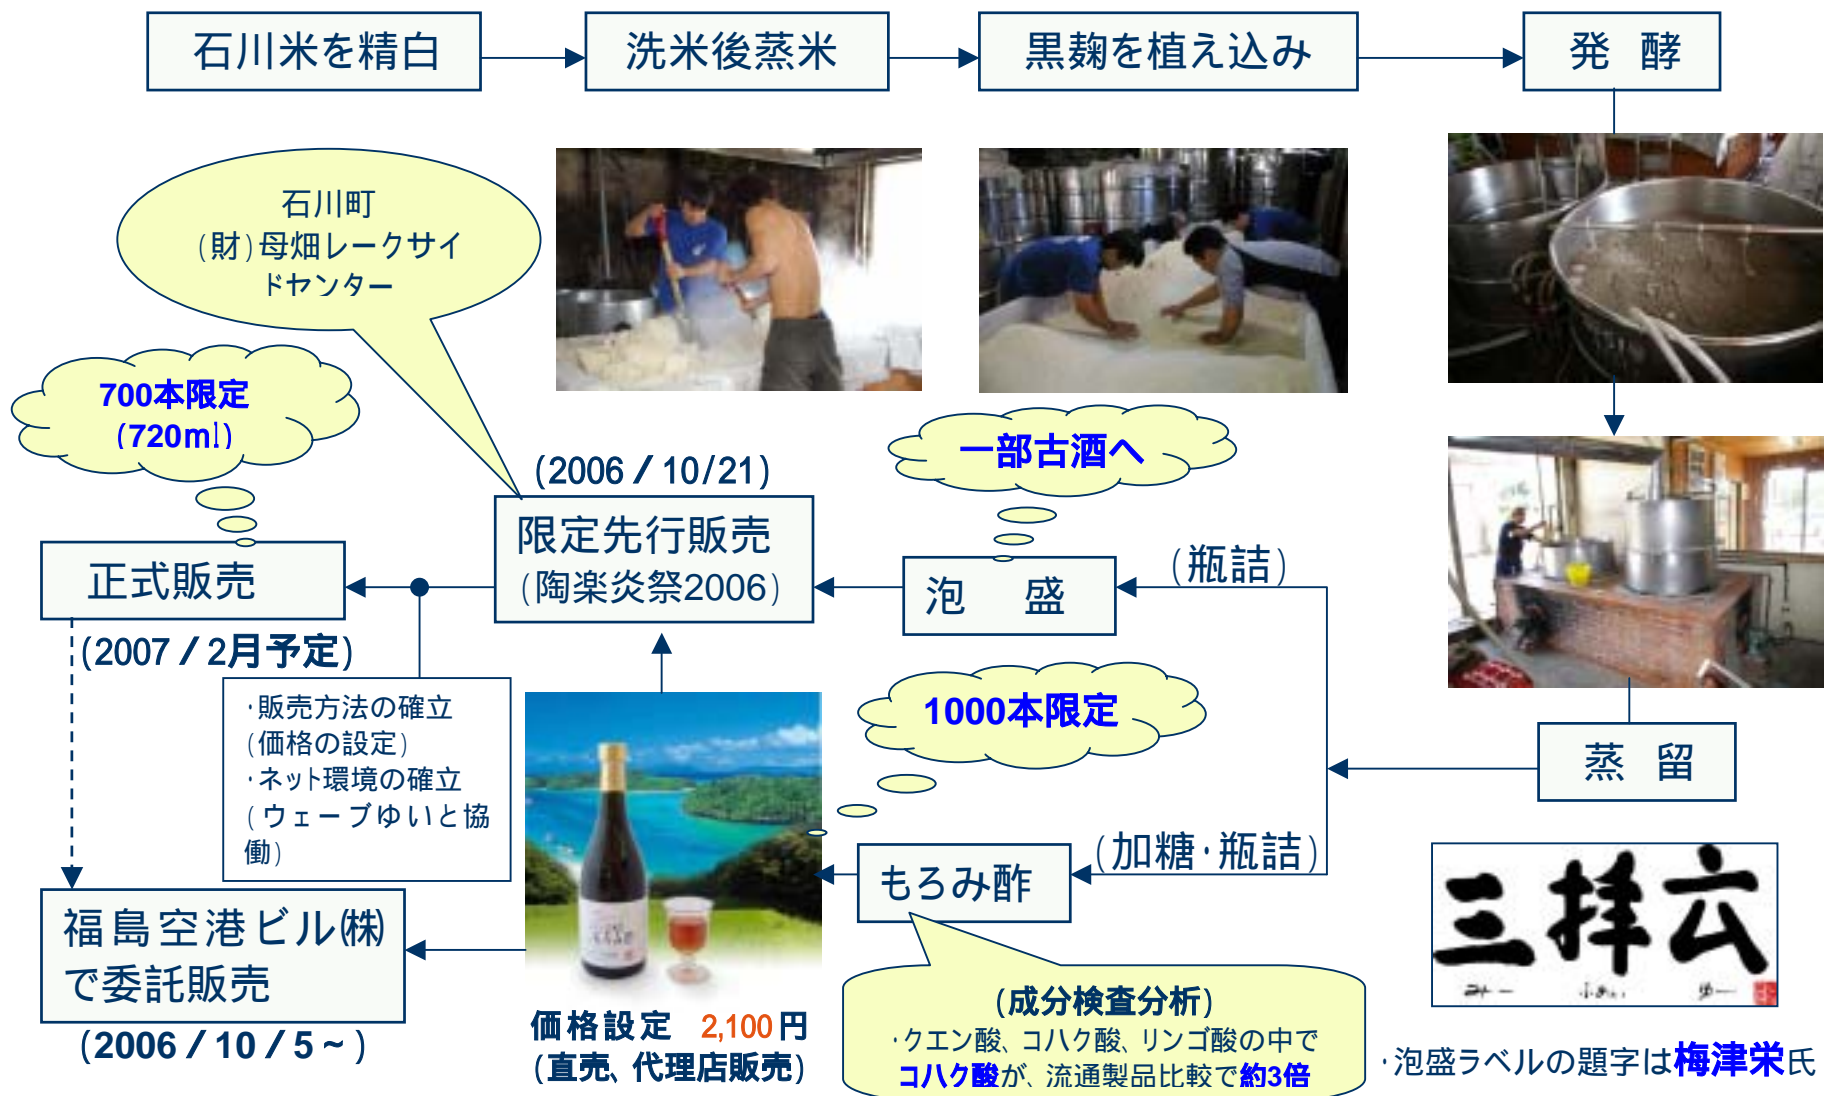 石川米を精白
洗米後蒸米
黒麹を植え込み
発 酵
石川町
(財)母畑レークサイ
ドセンター
700本限定
(720ml)
一部古酒へ
(2006/10/21)
限定先行販売
(陶楽炎祭2006)
正式販売
(2007/2月予定)
泡 盛
(瓶詰)
・販売方法の確立
(価格の設定)
・ネット環境の確立
(ウェーブゆいと協
働)
1000本限定
蒸 留
もろみ酢
(加糖・瓶詰)
福島空港ビル㈱
で委託販売
(2006/10/5~)
価格設定 2,100円
(直売、代理店販売)
(成分検査分析)
・クエン酸、コハク酸、リンゴ酸の中で
コハク酸が、流通製品比較で約3倍
三拝六
・泡盛ラベルの題字は梅津栄氏